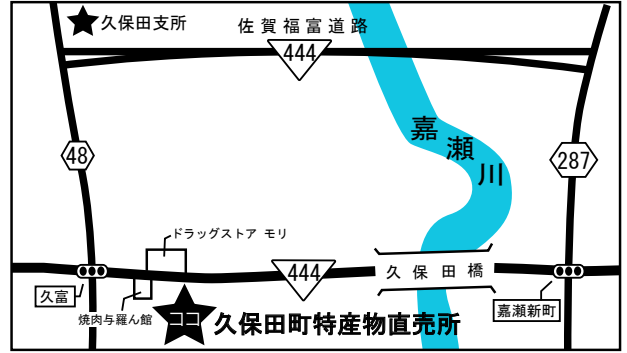 久保田支所
佐賀福富道路
444
嘉瀬川
48
287
ドラッグストア モリ
444
久保田橋
久富
焼肉与羅ん館
嘉瀬新町
ココ
久保田町特産物直売所